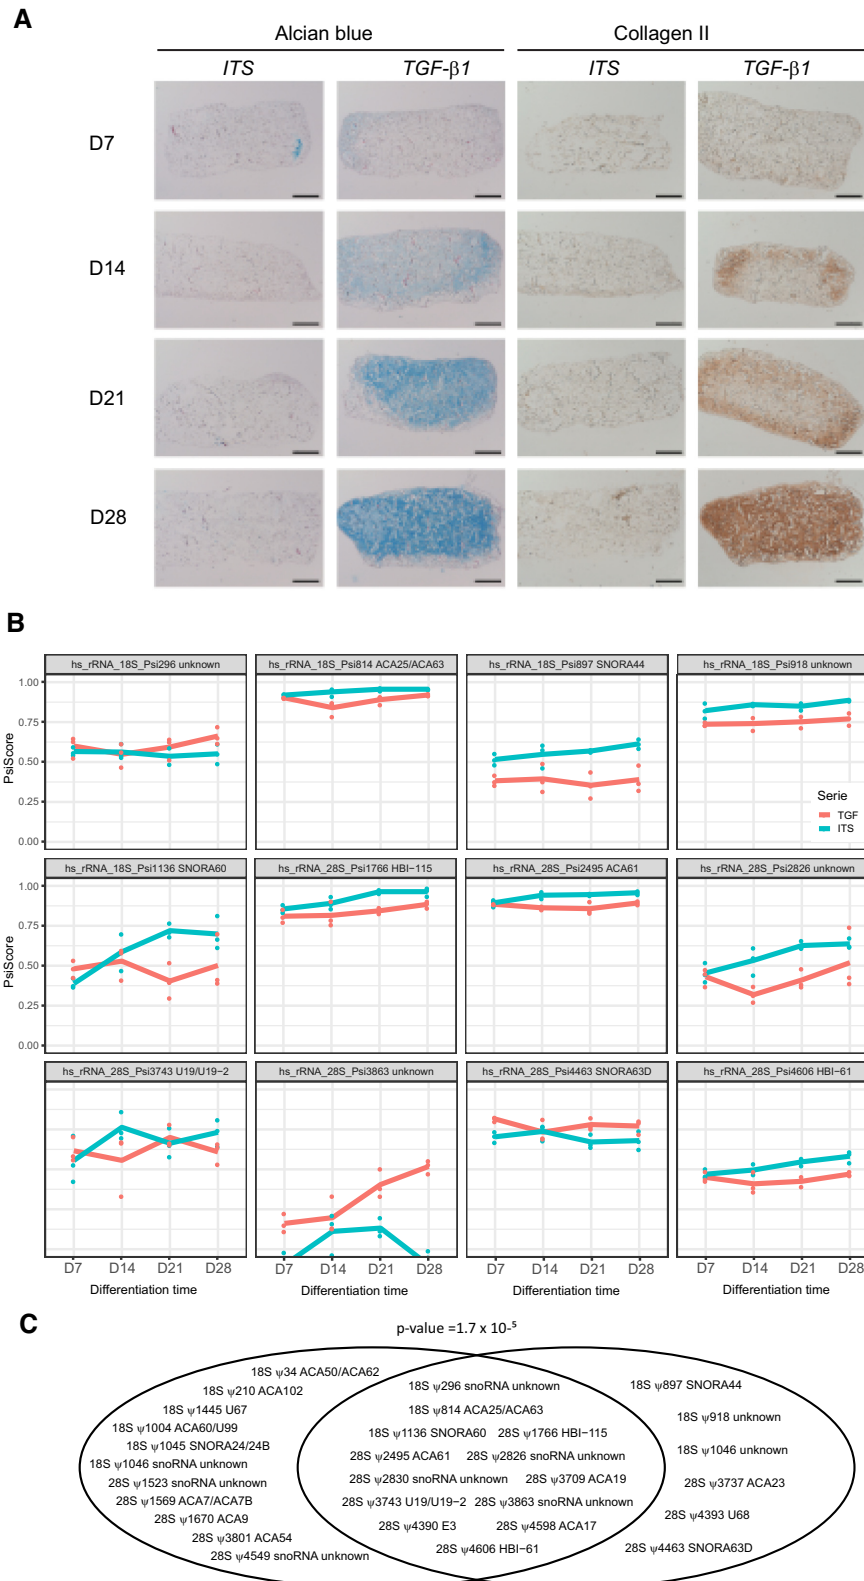 A
Alcian blue Collagen II
ITS TGF-β1 ITS TGF-β1
D7
D14
D21
D28
B
hs_rRNA_18S_Psi296 unknown hs_rRNA_18S_Psi814 ACA25/ACA63 hs_rRNA_18S_Psi897 SNORA44 hs_rRNA_18S_Psi918 unknown
PsiScore
1.00
0.75
0.50
0.25
0.00
Serie
TGF
ITS
hs_rRNA_18S_Psi1136 SNORA60 hs_rRNA_28S_Psi1766 HBI−115 hs_rRNA_28S_Psi2495 ACA61 hs_rRNA_28S_Psi2826 unknown
PsiScore
1.00
0.75
0.50
0.25
0.00
hs_rRNA_28S_Psi3743 U19/U19−2 hs_rRNA_28S_Psi3863 unknown hs_rRNA_28S_Psi4463 SNORA63D hs_rRNA_28S_Psi4606 HBI−61
D7 D14 D21 D28 D7 D14 D21 D28 D7 D14 D21 D28 D7 D14 D21 D28
Differentiation time Differentiation time Differentiation time Differentiation time
C
p-value =1.7 x 10-⁵
18S ψ34 ACA50/ACA62
18S ψ210 ACA102
18S ψ1445 U67
18S ψ1004 ACA60/U99
18S ψ1045 SNORA24/24B
18S ψ1046 snoRNA unknown
28S ψ1523 snoRNA unknown
28S ψ1569 ACA7/ACA7B
28S ψ1670 ACA9
28S ψ3801 ACA54
28S ψ4549 snoRNA unknown
18S ψ296 snoRNA unknown
18S ψ814 ACA25/ACA63
18S ψ1136 SNORA60 28S ψ1766 HBI-115
28S ψ2495 ACA61 28S ψ2826 snoRNA unknown
28S ψ2830 snoRNA unknown 28S ψ3709 ACA19
28S ψ3743 U19/U19−2 28S ψ3863 snoRNA unknown
28S ψ4390 E3 28S ψ4598 ACA17
28S ψ4606 HBI-61
18S ψ897 SNORA44
18S ψ918 unknown
18S ψ1046 unknown
28S ψ3737 ACA23
28S ψ4393 U68
28S ψ4463 SNORA63D